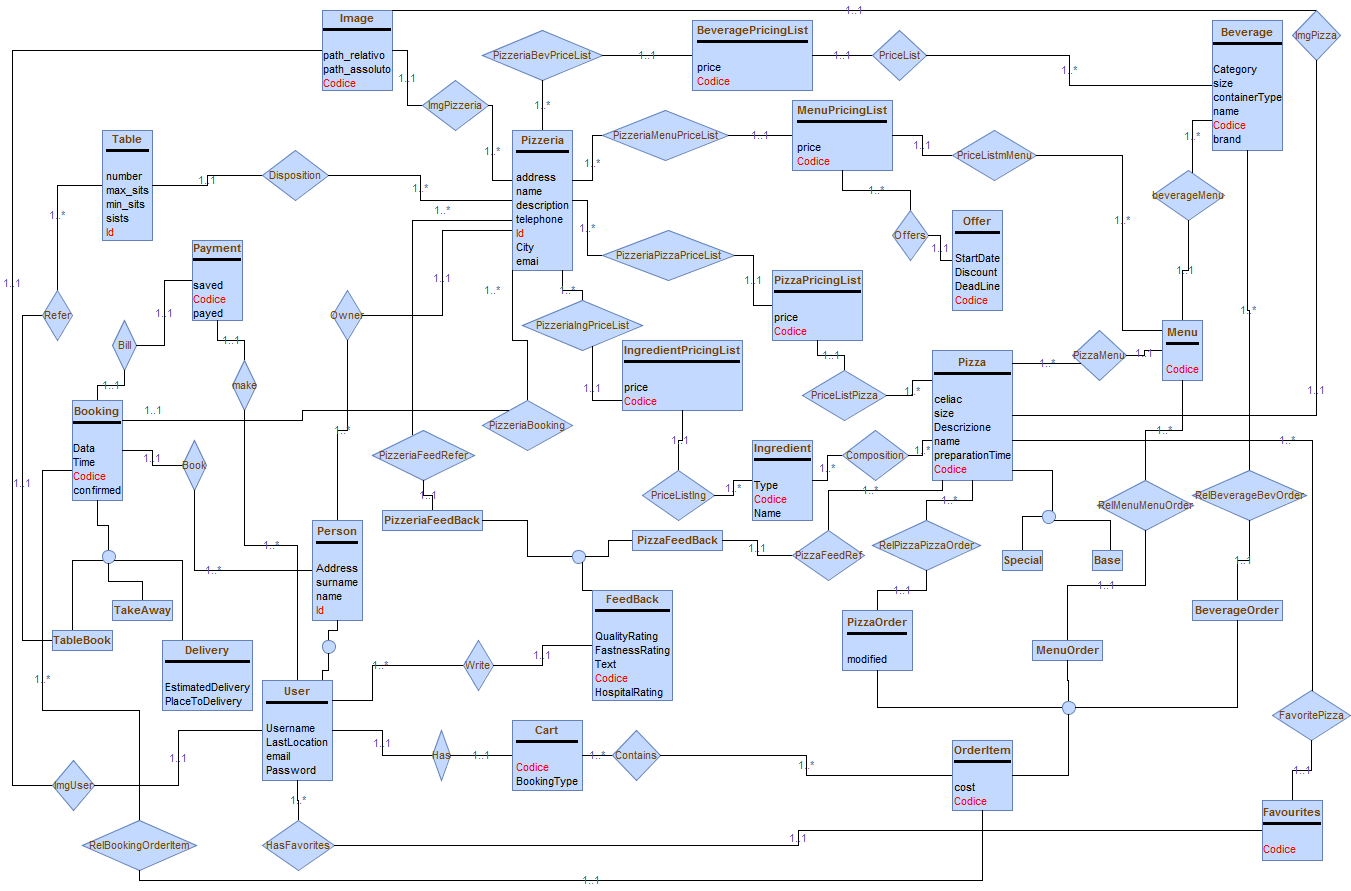 Image
path_relativo
path_assoluto
Codice
1..1
ImgPizza
BeveragePricingList
price
Codice
PizzeriaBevPriceList
1..1
1..1
PriceList
1..*
Beverage
Category
size
containerType
name
Codice
brand
1..1
ImgPizzeria
1..*
1..*
Table
number
max_sits
min_sits
sists
Id
1..1
Disposition
1..*
Pizzeria
address
name
description
telephone
Id
City
emai
PizzeriaMenuPriceList
1..*
1..1
MenuPricingList
price
Codice
1..1
PriceListmMenu
1..*
1..*
beverageMenu
1..1
1..*
Offers
1..1
Offer
StartDate
Discount
DeadLine
Codice
1..*
PizzeriaPizzaPriceList
1..1
PizzaPricingList
price
Codice
1..*
1..*
1..1
1..*
1..*
Payment
saved
Codice
payed
1..1
1..1
Refer
Bill
1..1
1..1
make
Owner
1..*
PizzeriaIngPriceList
1..1
IngredientPricingList
price
Codice
1..1
PriceListPizza
1..*
Pizza
celiac
size
Descrizione
name
preparationTime
Codice
1..*
PizzaMenu
1..1
Menu
Codice
1..*
1..1
Booking
Data
Time
Codice
confirmed
1..1
PizzeriaBooking
1..1
Book
1..1
1..*
PizzeriaFeedRefer
1..1
1..1
PriceListIng
1..*
Ingredient
Type
Codice
Name
1..*
Composition
1..*
1..*
1..*
1..*
1..*
RelMenuMenuOrder
RelBeverageBevOrder
PizzeriaFeedBack
PizzaFeedBack
1..1
PizzaFeedRef
RelPizzaPizzaOrder
Special
Base
1..1
1..1
1..1
Person
Address
surname
name
Id
1..*
1..*
TakeAway
TableBook
Delivery
EstimatedDelivery
PlaceToDelivery
FeedBack
QualityRating
FastnessRating
Text
Codice
HospitalRating
PizzaOrder
modified
MenuOrder
BeverageOrder
1..*
Write
1..1
1..*
User
Username
LastLocation
email
Password
1..1
Has
1..1
Cart
Codice
BookingType
1..*
Contains
1..*
OrderItem
cost
Codice
FavoritePizza
1..1
1..1
ImgUser
1..*
Favourites
Codice
RelBookingOrderItem
HasFavorites
1..1
1..1